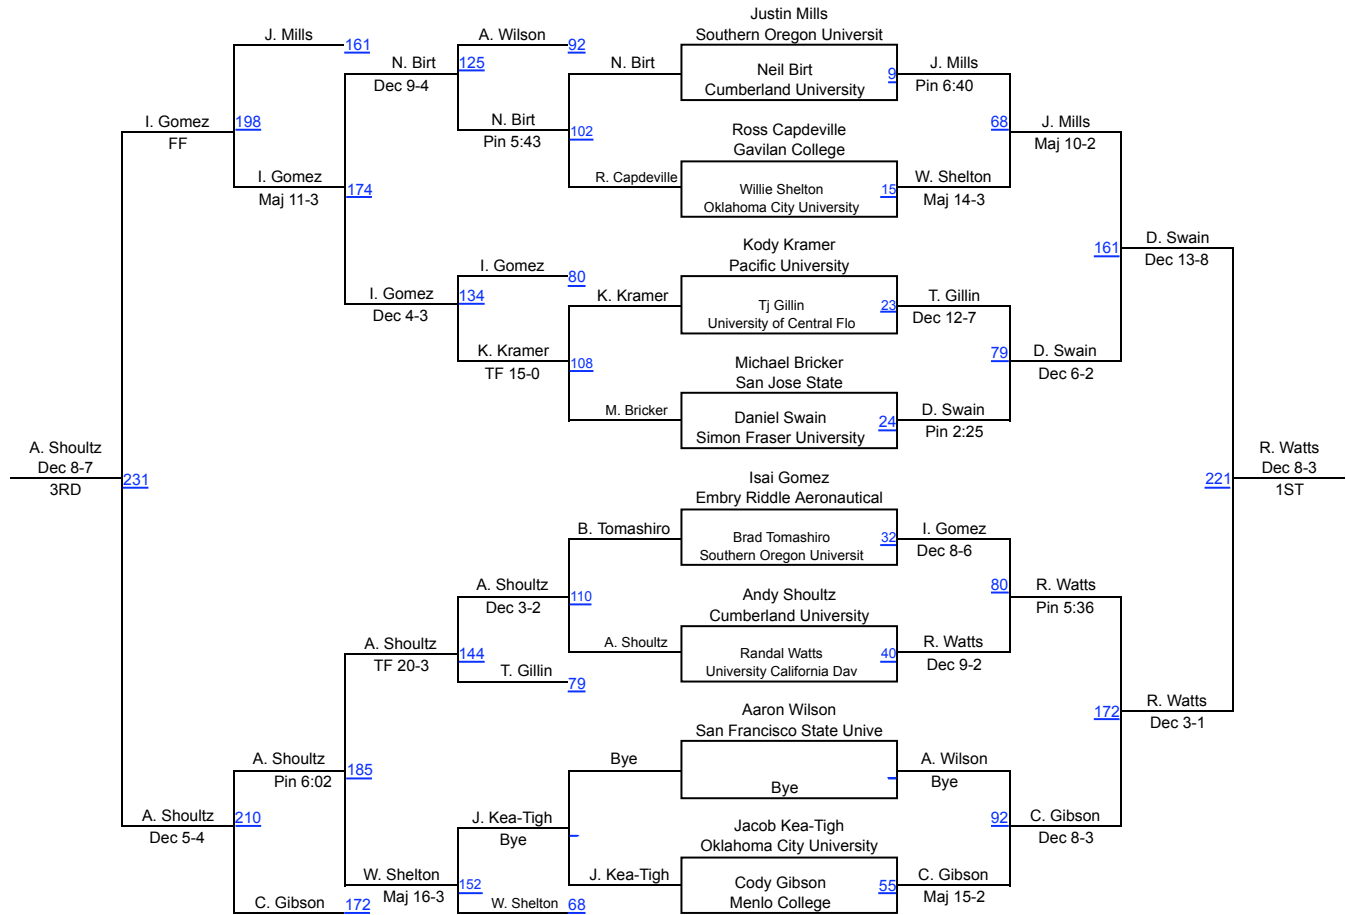 Justin Mills
Southern Oregon Universit
J. Mills
161
A. Wilson
92
N. Birt
125
Dec 9-4
N. Birt
Neil Birt
9
Cumberland University
J. Mills
Pin 6:40
I. Gomez
198
FF
N. Birt
102
Pin 5:43
Ross Capdeville
Gavilan College
68
J. Mills
Maj 10-2
I. Gomez
174
Maj 11-3
R. Capdeville
Willie Shelton
15
Oklahoma City University
W. Shelton
Maj 14-3
Kody Kramer
Pacific University
161
D. Swain
Dec 13-8
I. Gomez
80
I. Gomez
134
Dec 4-3
K. Kramer
Tj Gillin
23
University of Central Flo
T. Gillin
Dec 12-7
K. Kramer
108
TF 15-0
Michael Bricker
San Jose State
79
D. Swain
Dec 6-2
M. Bricker
Daniel Swain
24
Simon Fraser University
D. Swain
Pin 2:25
A. Shoultz
Dec 8-7
3RD
231
Isai Gomez
Embry Riddle Aeronautical
221
R. Watts
Dec 8-3
1ST
B. Tomashiro
Brad Tomashiro
32
Southern Oregon Universit
I. Gomez
Dec 8-6
A. Shoultz
110
Dec 3-2
Andy Shoultz
Cumberland University
80
R. Watts
Pin 5:36
A. Shoultz
144
TF 20-3
A. Shoultz
Randal Watts
40
University California Dav
R. Watts
Dec 9-2
T. Gillin
79
Aaron Wilson
San Francisco State Unive
172
R. Watts
Dec 3-1
A. Shoultz
185
Pin 6:02
Bye
Bye
A. Wilson
Bye
A. Shoultz
210
Dec 5-4
J. Kea-Tigh
Bye
Jacob Kea-Tigh
Oklahoma City University
92
C. Gibson
Dec 8-3
W. Shelton
152
Maj 16-3
J. Kea-Tigh
Cody Gibson
55
Menlo College
C. Gibson
Maj 15-2
C. Gibson
172
W. Shelton
68